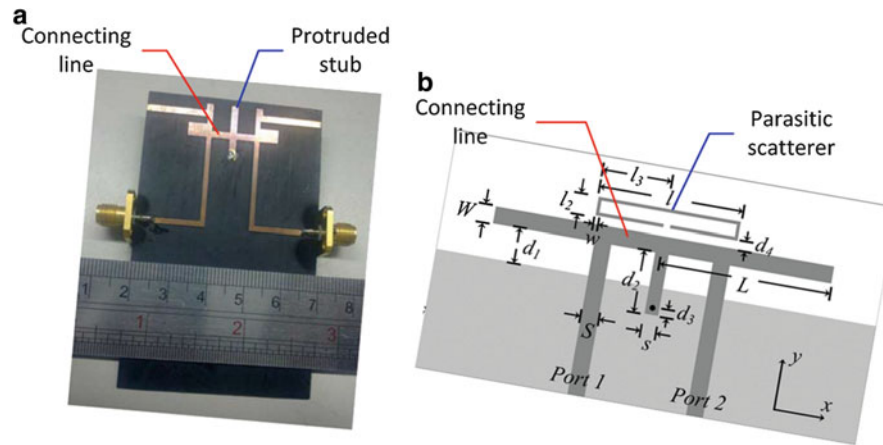 a
Connecting
line
Protruded
stub
1 2 3 4 5 6 7 8
1 2 3
b
Connecting
line
Parasitic
scatterer
l3
l
l2
W
w
d1
d4
d2
L
d3
S
s
Port 1
Port 2
y
x